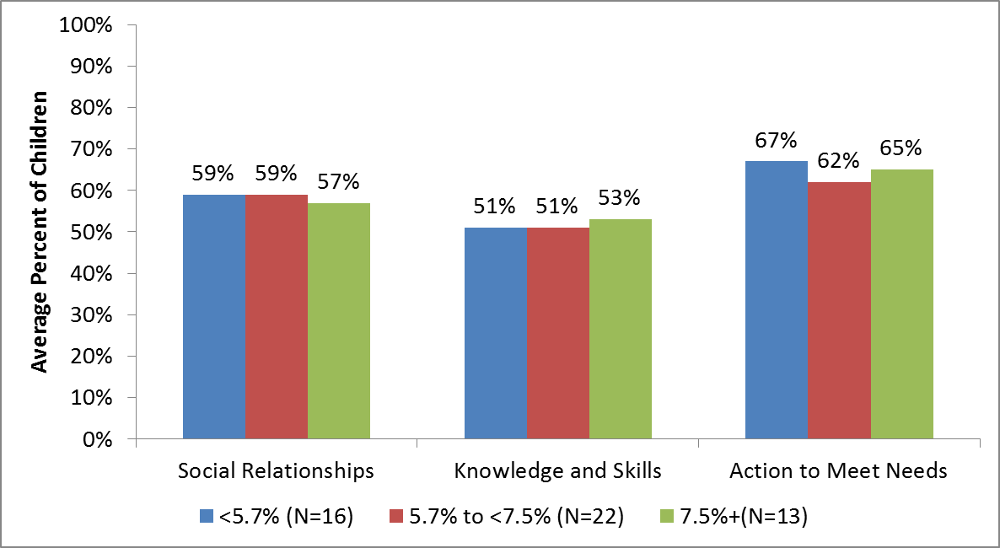 Average Percent of Children
100%
90%
80%
70%
60%
50%
40%
30%
20%
10%
0%
59% 59% 57%
51% 51% 53%
67% 62% 65%
Social Relationships Knowledge and Skills Action to Meet Needs
<5.7% (N=16) 5.7% to <7.5% (N=22) 7.5%+(N=13)